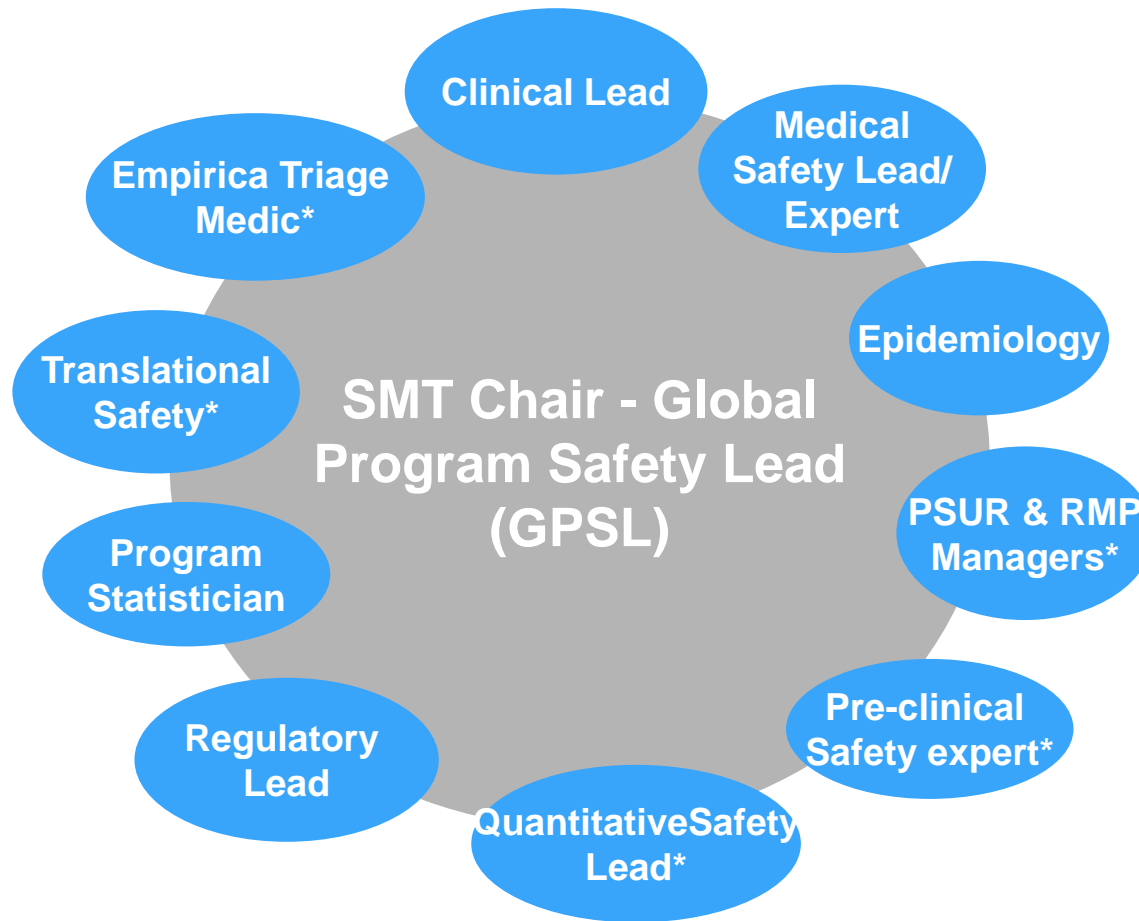 Clinical Lead
Medical
Safety Lead/
Expert
Empirica Triage
Medic*
Epidemiology
Translational
Safety*
SMT Chair - Global
Program Safety Lead
(GPSL)
PSUR & RMP
Managers*
Program
Statistician
Pre-clinical
Safety expert*
Regulatory
Lead
QuantitativeSafety
Lead*